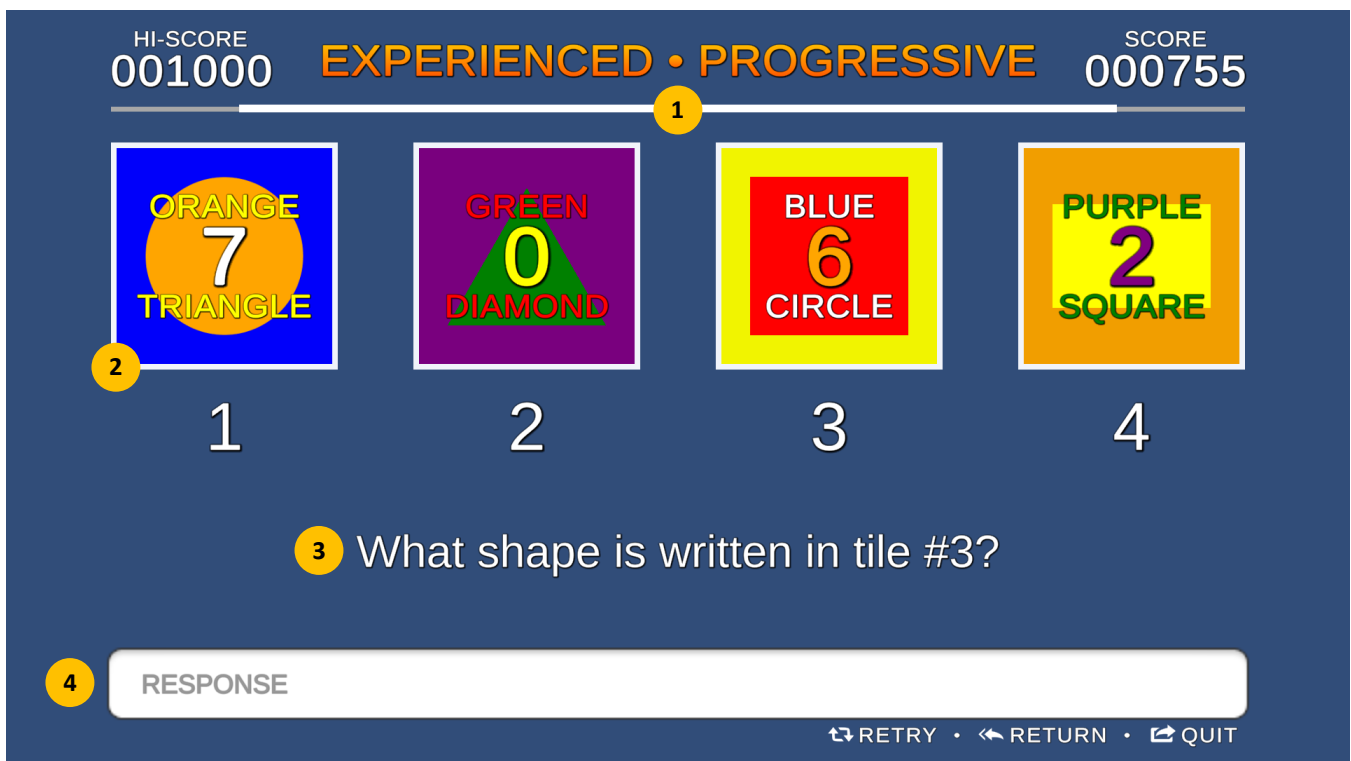 HI-SCORE
001000
EXPERIENCED • PROGRESSIVE
SCORE
000755
1
ORANGE
7
TRIANGLE
GREEN
0
DIAMOND
BLUE
6
CIRCLE
PURPLE
2
SQUARE
2
1 2 3 4
3 What shape is written in tile #3?
4 RESPONSE
RETRY • RETURN • QUIT